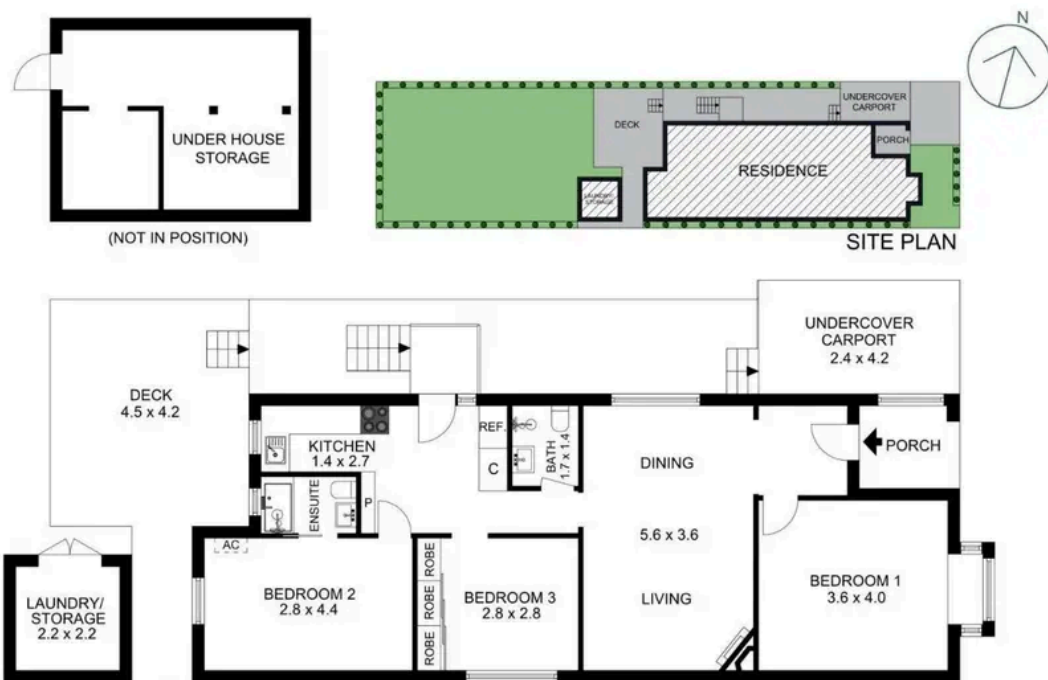 N
UNDER HOUSE
STORAGE
(NOT IN POSITION)
UNDERCOVER
CARPORT
DECK
PORCH
RESIDENCE
LAUNDRY/
STORAGE
SITE PLAN
UNDERCOVER
CARPORT
2.4 x 4.2
DECK
4.5 x 4.2
KITCHEN
1.4 x 2.7
REF.
C
BATH
1.7 x 1.4
DINING
PORCH
ENSUITE
P
AC
5.6 x 3.6
BEDROOM 2
2.8 x 4.4
ROBE
ROBE
ROBE
BEDROOM 3
2.8 x 2.8
LIVING
BEDROOM 1
3.6 x 4.0
LAUNDRY/
STORAGE
2.2 x 2.2